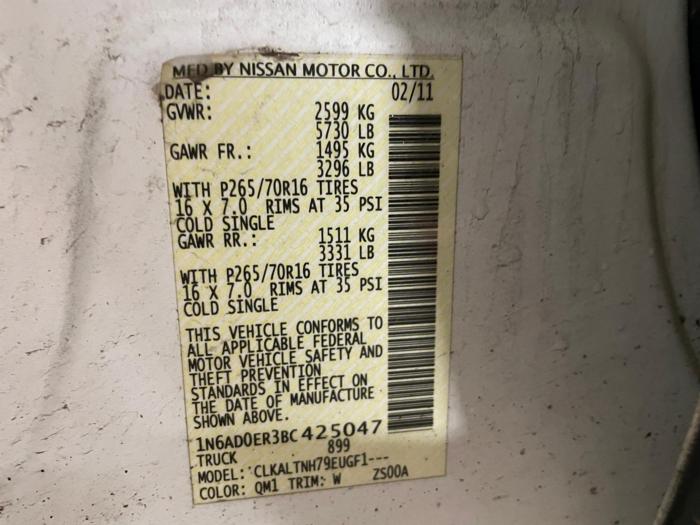 MFD BY NISSAN MOTOR CO., LTD.
DATE: 02/11
GVWR: 2599 KG
5730 LB
GAWR FR.: 1495 KG
3296 LB
WITH P265/70R16 TIRES
16 X 7.0 RIMS AT 35 PSI
COLD SINGLE
GAWR RR.: 1511 KG
3331 LB
WITH P265/70R16 TIRES
16 X 7.0 RIMS AT 35 PSI
COLD SINGLE
THIS VEHICLE CONFORMS TO
ALL APPLICABLE FEDERAL
MOTOR VEHICLE SAFETY AND
THEFT PREVENTION
STANDARDS IN EFFECT ON
THE DATE OF MANUFACTURE
SHOWN ABOVE.
1N6AD0ER3BC425047
TRUCK 899
MODEL: CLKALTNH79EUGF1---
COLOR: QM1 TRIM: W ZS00A